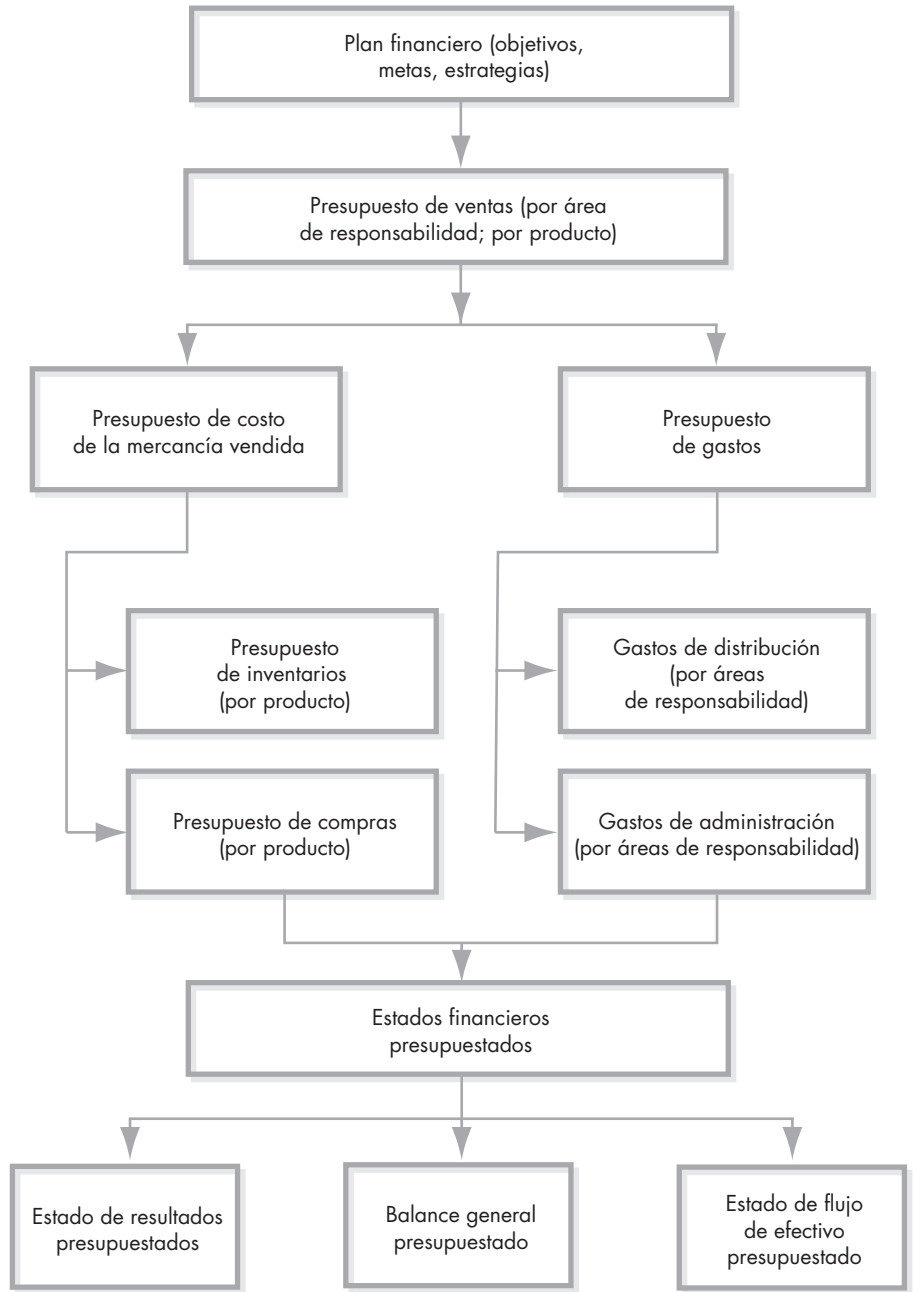 Plan financiero (objetivos,
metas, estrategias)
Presupuesto de ventas (por área
de responsabilidad; por producto)
Presupuesto de costo
de la mercancía vendida
Presupuesto
de gastos
Presupuesto
de inventarios
(por producto)
Gastos de distribución
(por áreas
de responsabilidad)
Presupuesto de compras
(por producto)
Gastos de administración
(por áreas de responsabilidad)
Estados financieros
presupuestados
Estado de resultados
presupuestados
Balance general
presupuestado
Estado de flujo
de efectivo
presupuestado